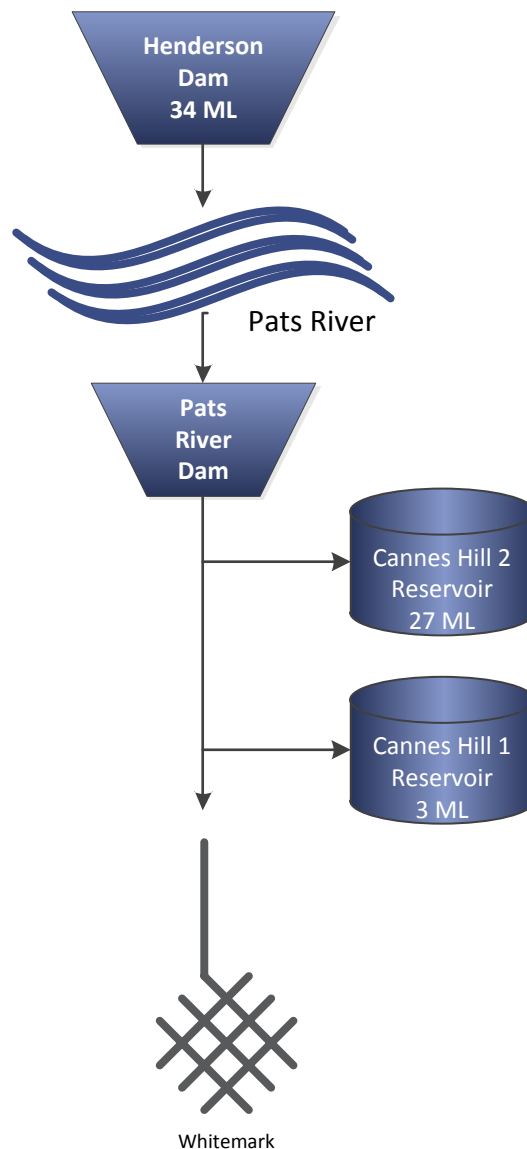 Henderson
Dam
34 ML
Pats River
Pats
River
Dam
Cannes Hill 2
Reservoir
27 ML
Cannes Hill 1
Reservoir
3 ML
Whitemark